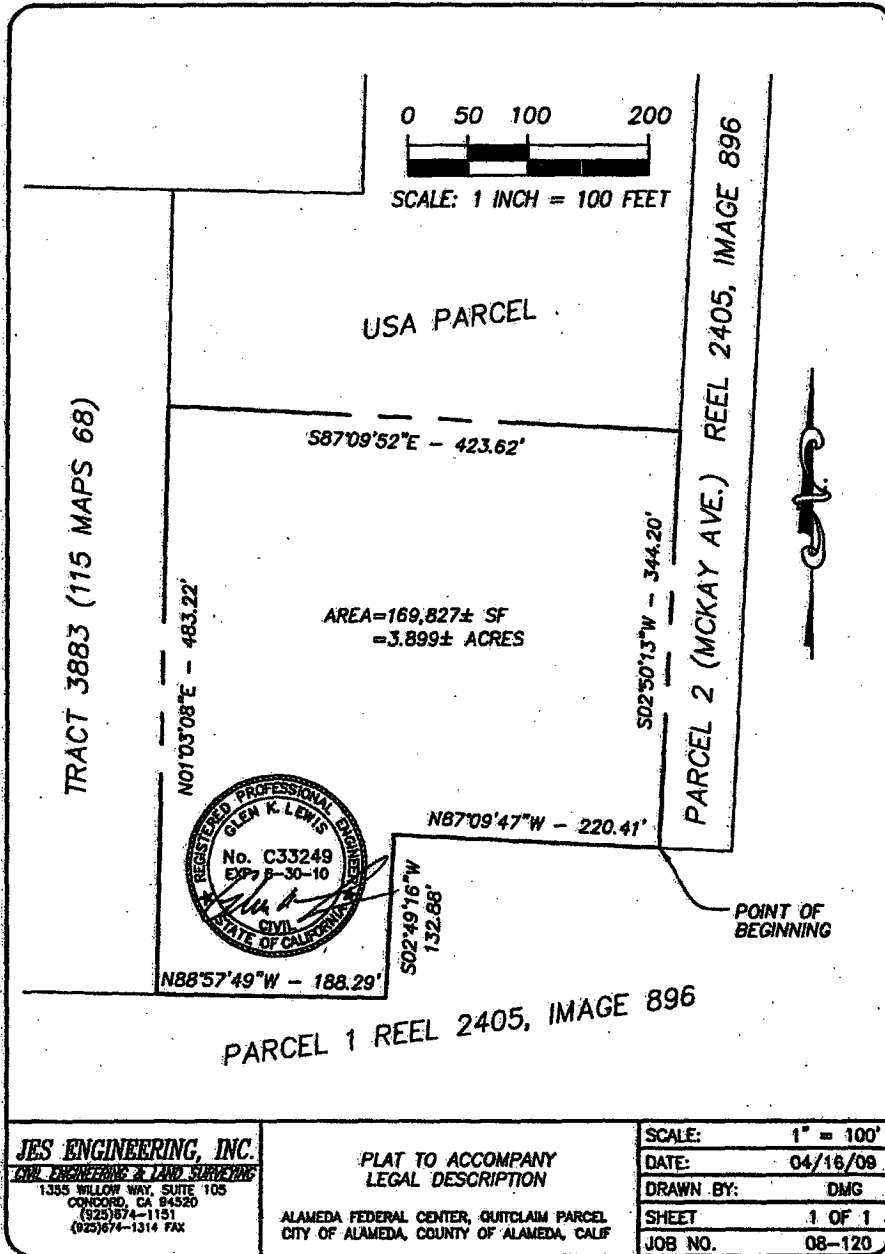 0 50 100 200
SCALE: 1 INCH = 100 FEET
USA PARCEL
S87°09'52"E - 423.62'
TRACT 3883 (115 MAPS 68)
N01°03'08"E - 483.22'
AREA=169,827± SF
=3.899± ACRES
S02°50'13"W - 344.20'
PARCEL 2 (MCKAY AVE.) REEL 2405, IMAGE 896
N87°09'47"W - 220.41'
S02°49'16"W
132.88'
N88°57'49"W - 188.29'
POINT OF
BEGINNING
REGISTERED PROFESSIONAL ENGINEER
GLEN K. LEWIS
No. C33249
EXP. 6-30-10
CIVIL
STATE OF CALIFORNIA
PARCEL 1 REEL 2405, IMAGE 896
JES ENGINEERING, INC.
CIVIL ENGINEERING & LAND SURVEYING
1355 WILLOW WAY, SUITE 105
CONCORD, CA 94520
(925)674-1151
(925)674-1314 FAX
PLAT TO ACCOMPANY
LEGAL DESCRIPTION
ALAMEDA FEDERAL CENTER, QUITCLAIM PARCEL
CITY OF ALAMEDA, COUNTY OF ALAMEDA, CALIF
SCALE: 1" = 100'
DATE: 04/16/09
DRAWN BY: DMG
SHEET 1 OF 1
JOB NO. 08-120